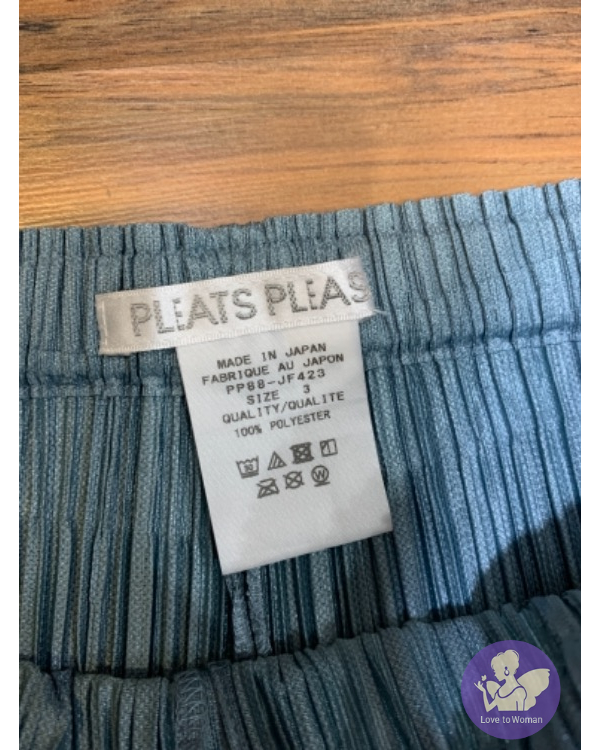 PLEATS PLEAS
MADE IN JAPAN
FABRIQUE AU JAPON
PP88-JF423
SIZE 3
QUALITY/QUALITE
100% POLYESTER
Love to Woman